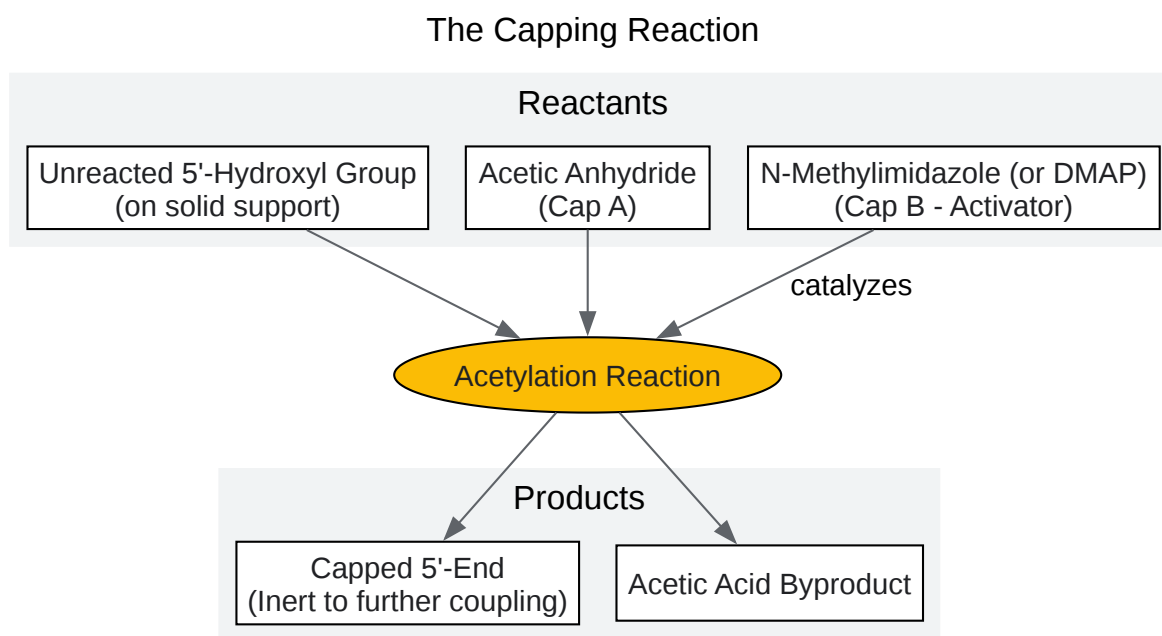 The Capping Reaction
Reactants
Unreacted 5'-Hydroxyl Group
(on solid support)
Acetic Anhydride
(Cap A)
N-Methylimidazole (or DMAP)
(Cap B - Activator)
catalyzes
Acetylation Reaction
Products
Capped 5'-End
(Inert to further coupling)
Acetic Acid Byproduct